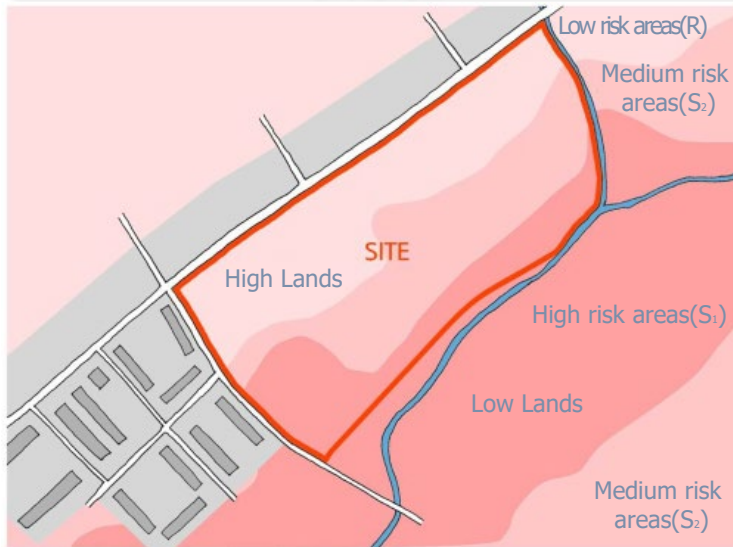 Low risk areas(R)
Medium risk
areas(S₂)
SITE
High Lands
High risk areas(S₁)
Low Lands
Medium risk
areas(S₂)